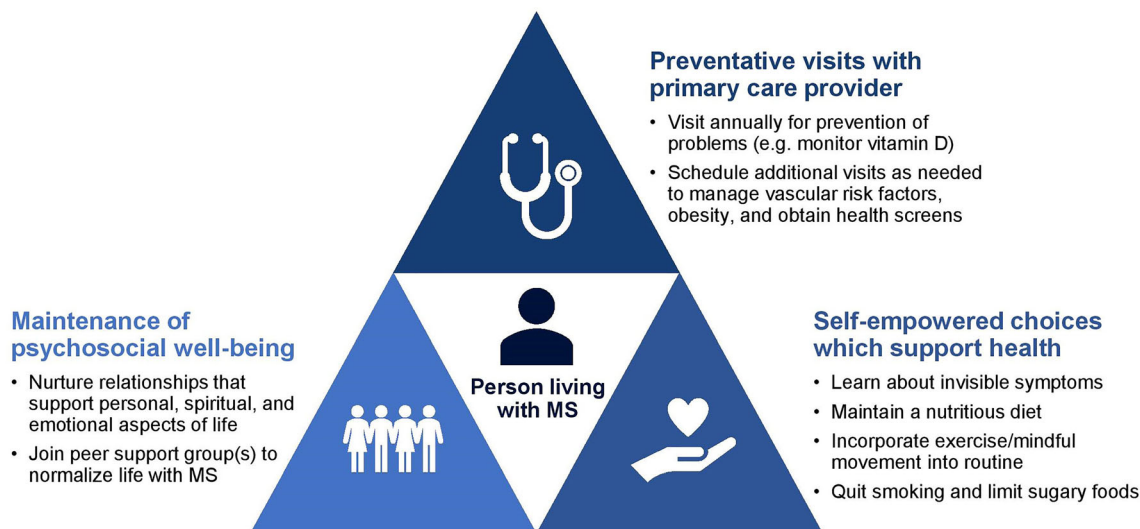 Preventative visits with
primary care provider
• Visit annually for prevention of
problems (e.g. monitor vitamin D)
• Schedule additional visits as needed
to manage vascular risk factors,
obesity, and obtain health screens
Maintenance of
psychosocial well-being
• Nurture relationships that
support personal, spiritual, and
emotional aspects of life
• Join peer support group(s) to
normalize life with MS
Person living
with MS
Self-empowered choices
which support health
• Learn about invisible symptoms
• Maintain a nutritious diet
• Incorporate exercise/mindful
movement into routine
• Quit smoking and limit sugary foods